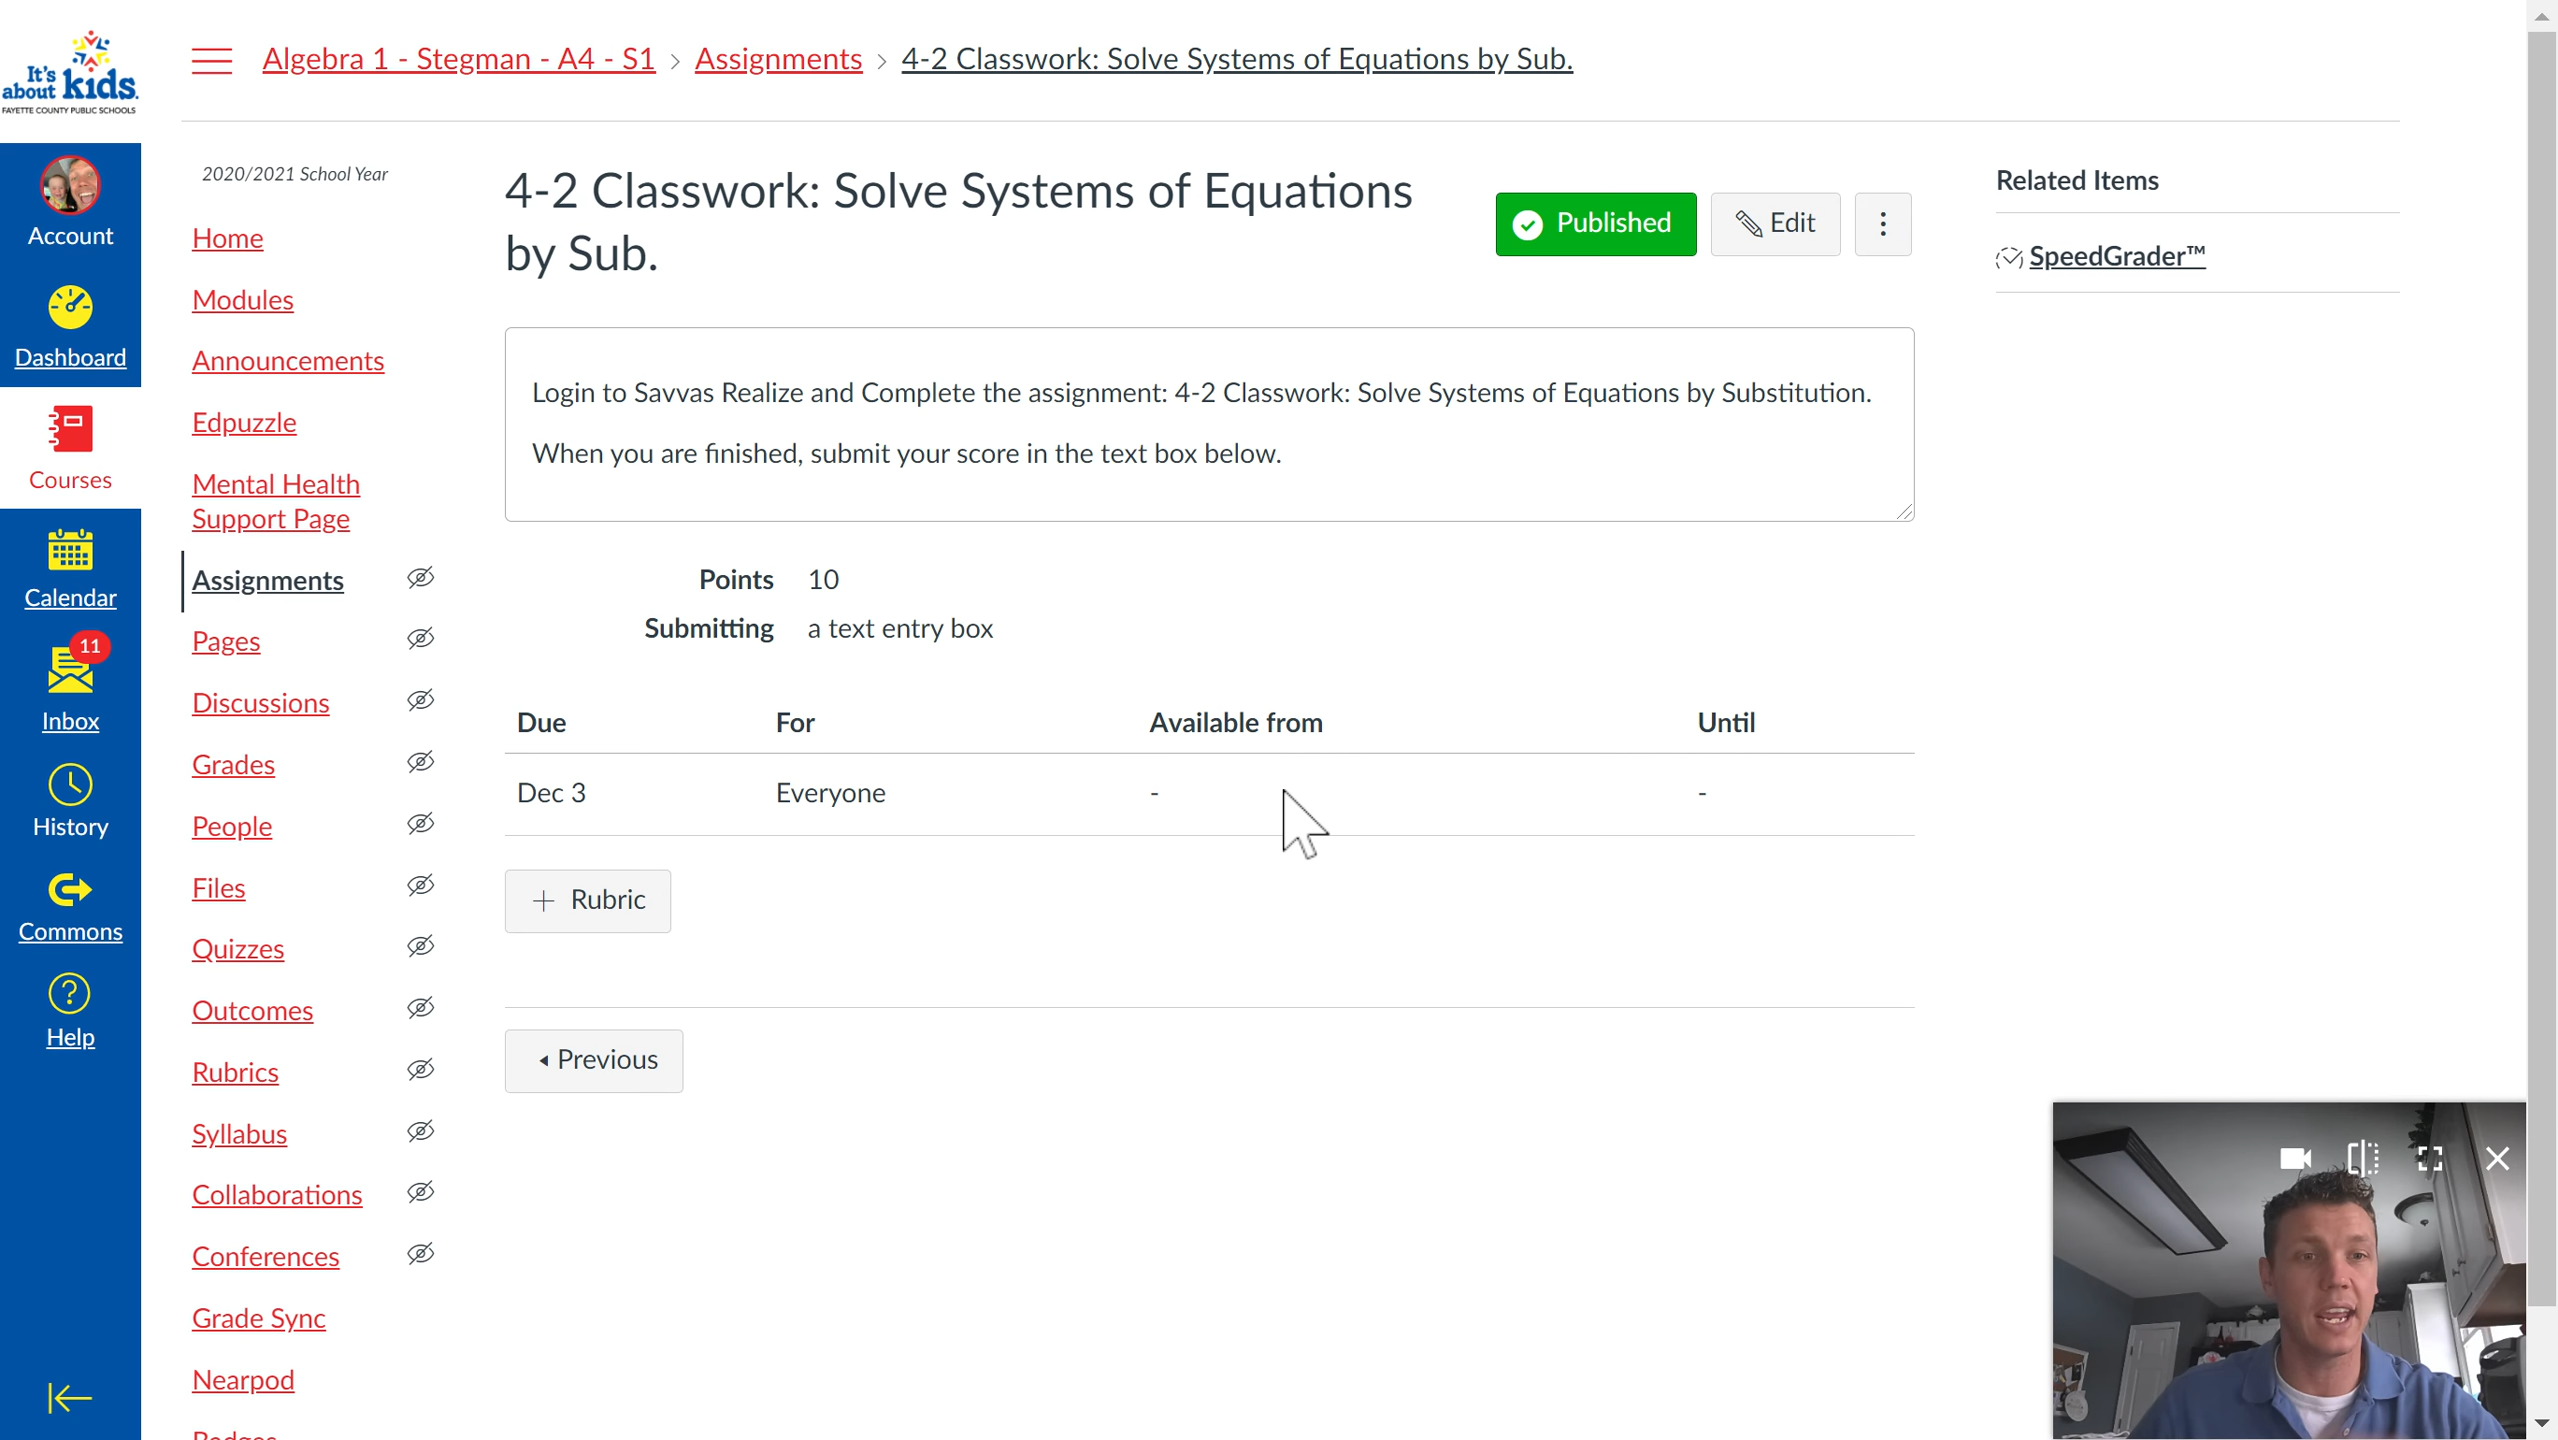 It's
about kids.
FAYETTE COUNTY PUBLIC SCHOOLS
Algebra 1 - Stegman - A4 - S1 > Assignments > 4-2 Classwork: Solve Systems of Equations by Sub.
Account
Dashboard
Courses
Calendar
11
Inbox
History
Commons
Help
2020/2021 School Year
Home
Modules
Announcements
Edpuzzle
Mental Health
Support Page
Assignments
Pages
Discussions
Grades
People
Files
Quizzes
Outcomes
Rubrics
Syllabus
Collaborations
Conferences
Grade Sync
Nearpod
4-2 Classwork: Solve Systems of Equations
by Sub.
Published
Edit
Login to Savvas Realize and Complete the assignment: 4-2 Classwork: Solve Systems of Equations by Substitution.
When you are finished, submit your score in the text box below.
Points 10
Submitting a text entry box
Due For Available from Until
Dec 3 Everyone - -
+ Rubric
Previous
Related Items
SpeedGrader™